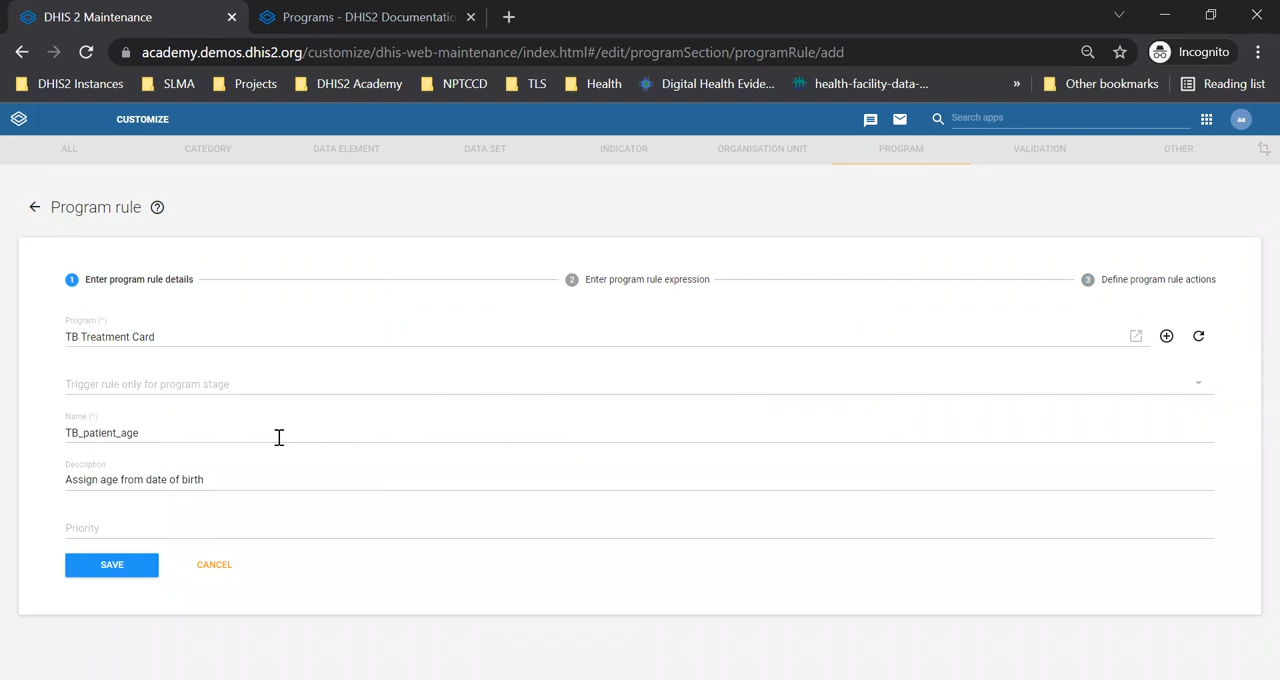 DHIS 2 Maintenance
Programs - DHIS2 Documentatio
academy.demos.dhis2.org/customize/dhis-web-maintenance/index.html#/edit/programSection/programRule/add
Incognito
DHIS2 Instances SLMA Projects DHIS2 Academy NPTCCD TLS Health Digital Health Evide... health-facility-data-... » Other bookmarks Reading list
CUSTOMIZE Search apps aa
ALL CATEGORY DATA ELEMENT DATA SET INDICATOR ORGANISATION UNIT PROGRAM VALIDATION OTHER
Program rule
1 Enter program rule details 2 Enter program rule expression 3 Define program rule actions
Program (*)
TB Treatment Card
Trigger rule only for program stage
Name (*)
TB_patient_age
Description
Assign age from date of birth
Priority
SAVE CANCEL